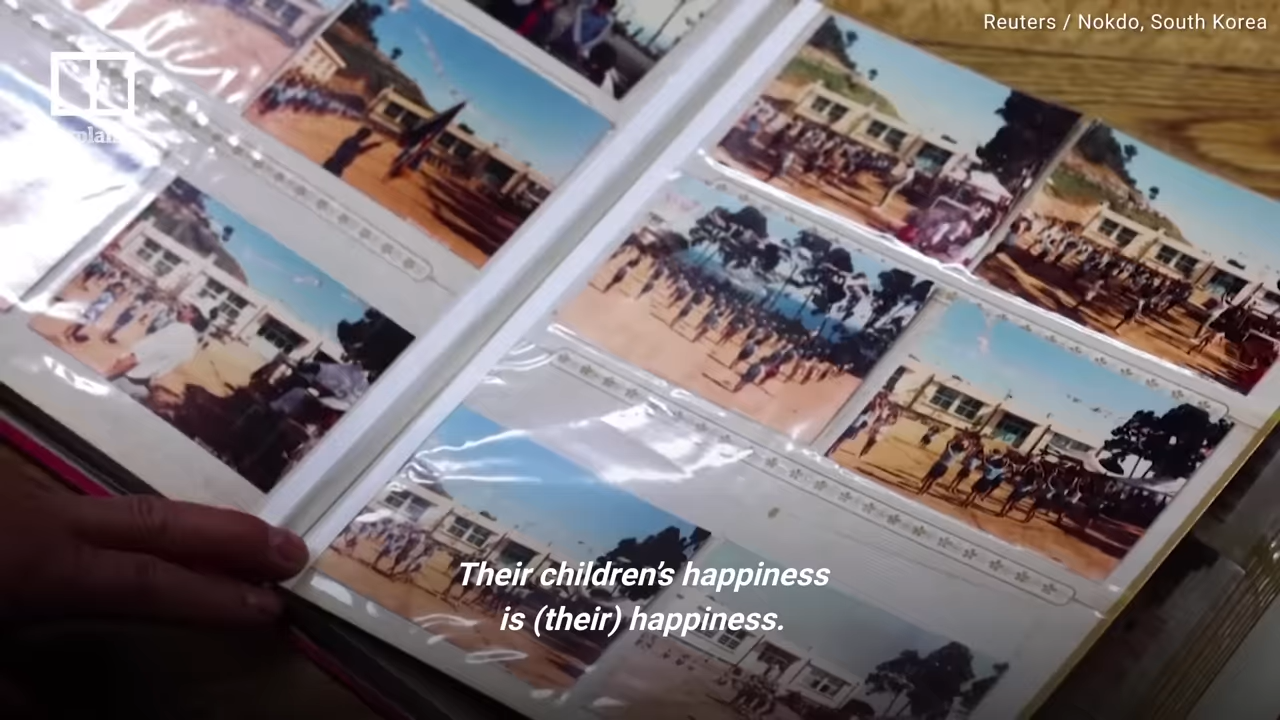 Reuters / Nokdo, South Korea
Their children's happiness
is (their) happiness.